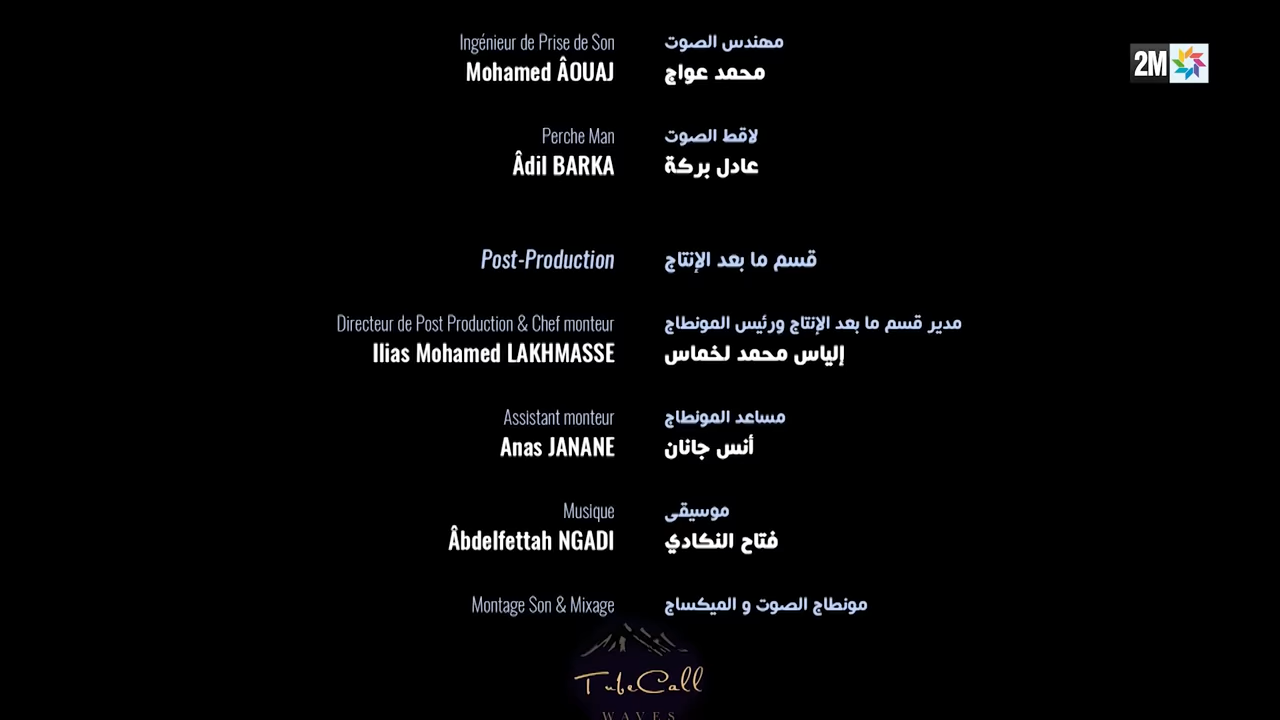 Ingénieur de Prise de Son مهندس الصوت
Mohamed ÂOUAJ محمد عواج
2M
Perche Man لاقط الصوت
Âdil BARKA عادل بركة
Post-Production قسم ما بعد الإنتاج
Directeur de Post Production & Chef monteur مدير قسم ما بعد الإنتاج ورئيس المونطاج
Ilias Mohamed LAKHMASSE إلياس محمد لخماس
Assistant monteur مساعد المونطاج
Anas JANANE أنس جانان
Musique موسيقى
Âbdelfettah NGADI فتاح النكادي
Montage Son & Mixage مونطاج الصوت و الميكساج
TubeCall
WAVES